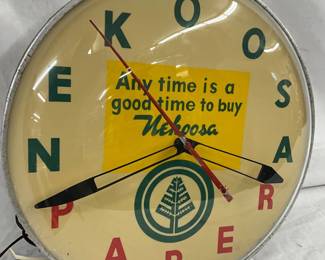 NEKOOSA
PAPER
Any time is a
good time to buy
Nekoosa